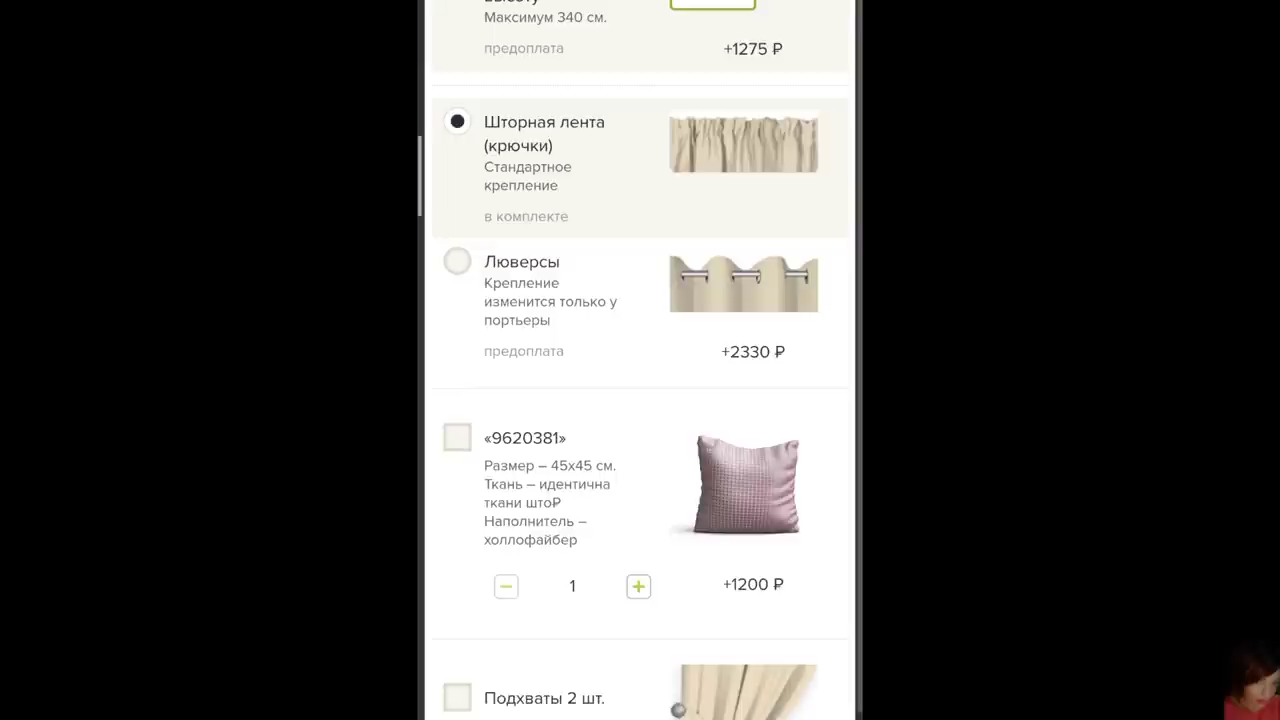 Максимум 340 см.
предоплата
+1275 ₽
Шторная лента
(крючки)
Стандартное
крепление
в комплекте
Люверсы
Крепление
изменится только у
портьеры
предоплата
+2330 ₽
«9620381»
Размер – 45х45 см.
Ткань – идентична
ткани што₽
Наполнитель –
холлофайбер
− 1 +
+1200 ₽
Подхваты 2 шт.